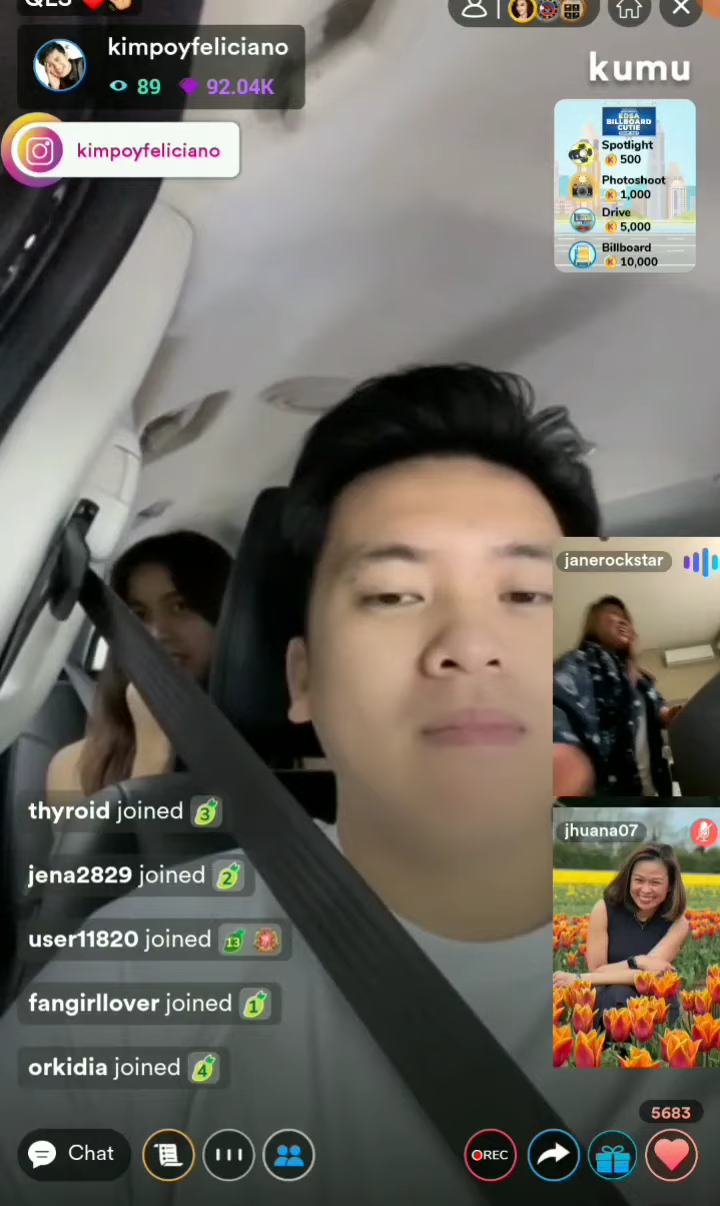 QLS ❤️
kimpoyfeliciano
89 92.04K
kimpoyfeliciano
kumu
EDSA
BILLBOARD
CUTIE
Spotlight
K 500
Photoshoot
K 1,000
Drive
K 5,000
Billboard
K 10,000
janerockstar
jhuana07
thyroid joined 3
jena2829 joined 2
user11820 joined 13
fangirllover joined 1
orkidia joined 4
5683
Chat
REC